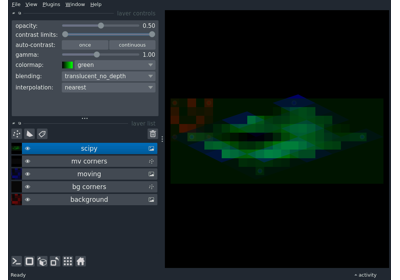 File View Plugins Window Help
layer controls
opacity: 0.50
contrast limits:
auto-contrast: once continuous
gamma: 1.00
colormap: green
blending: translucent_no_depth
interpolation: nearest
layer list
scipy
mv corners
moving
bg corners
background
Ready activity